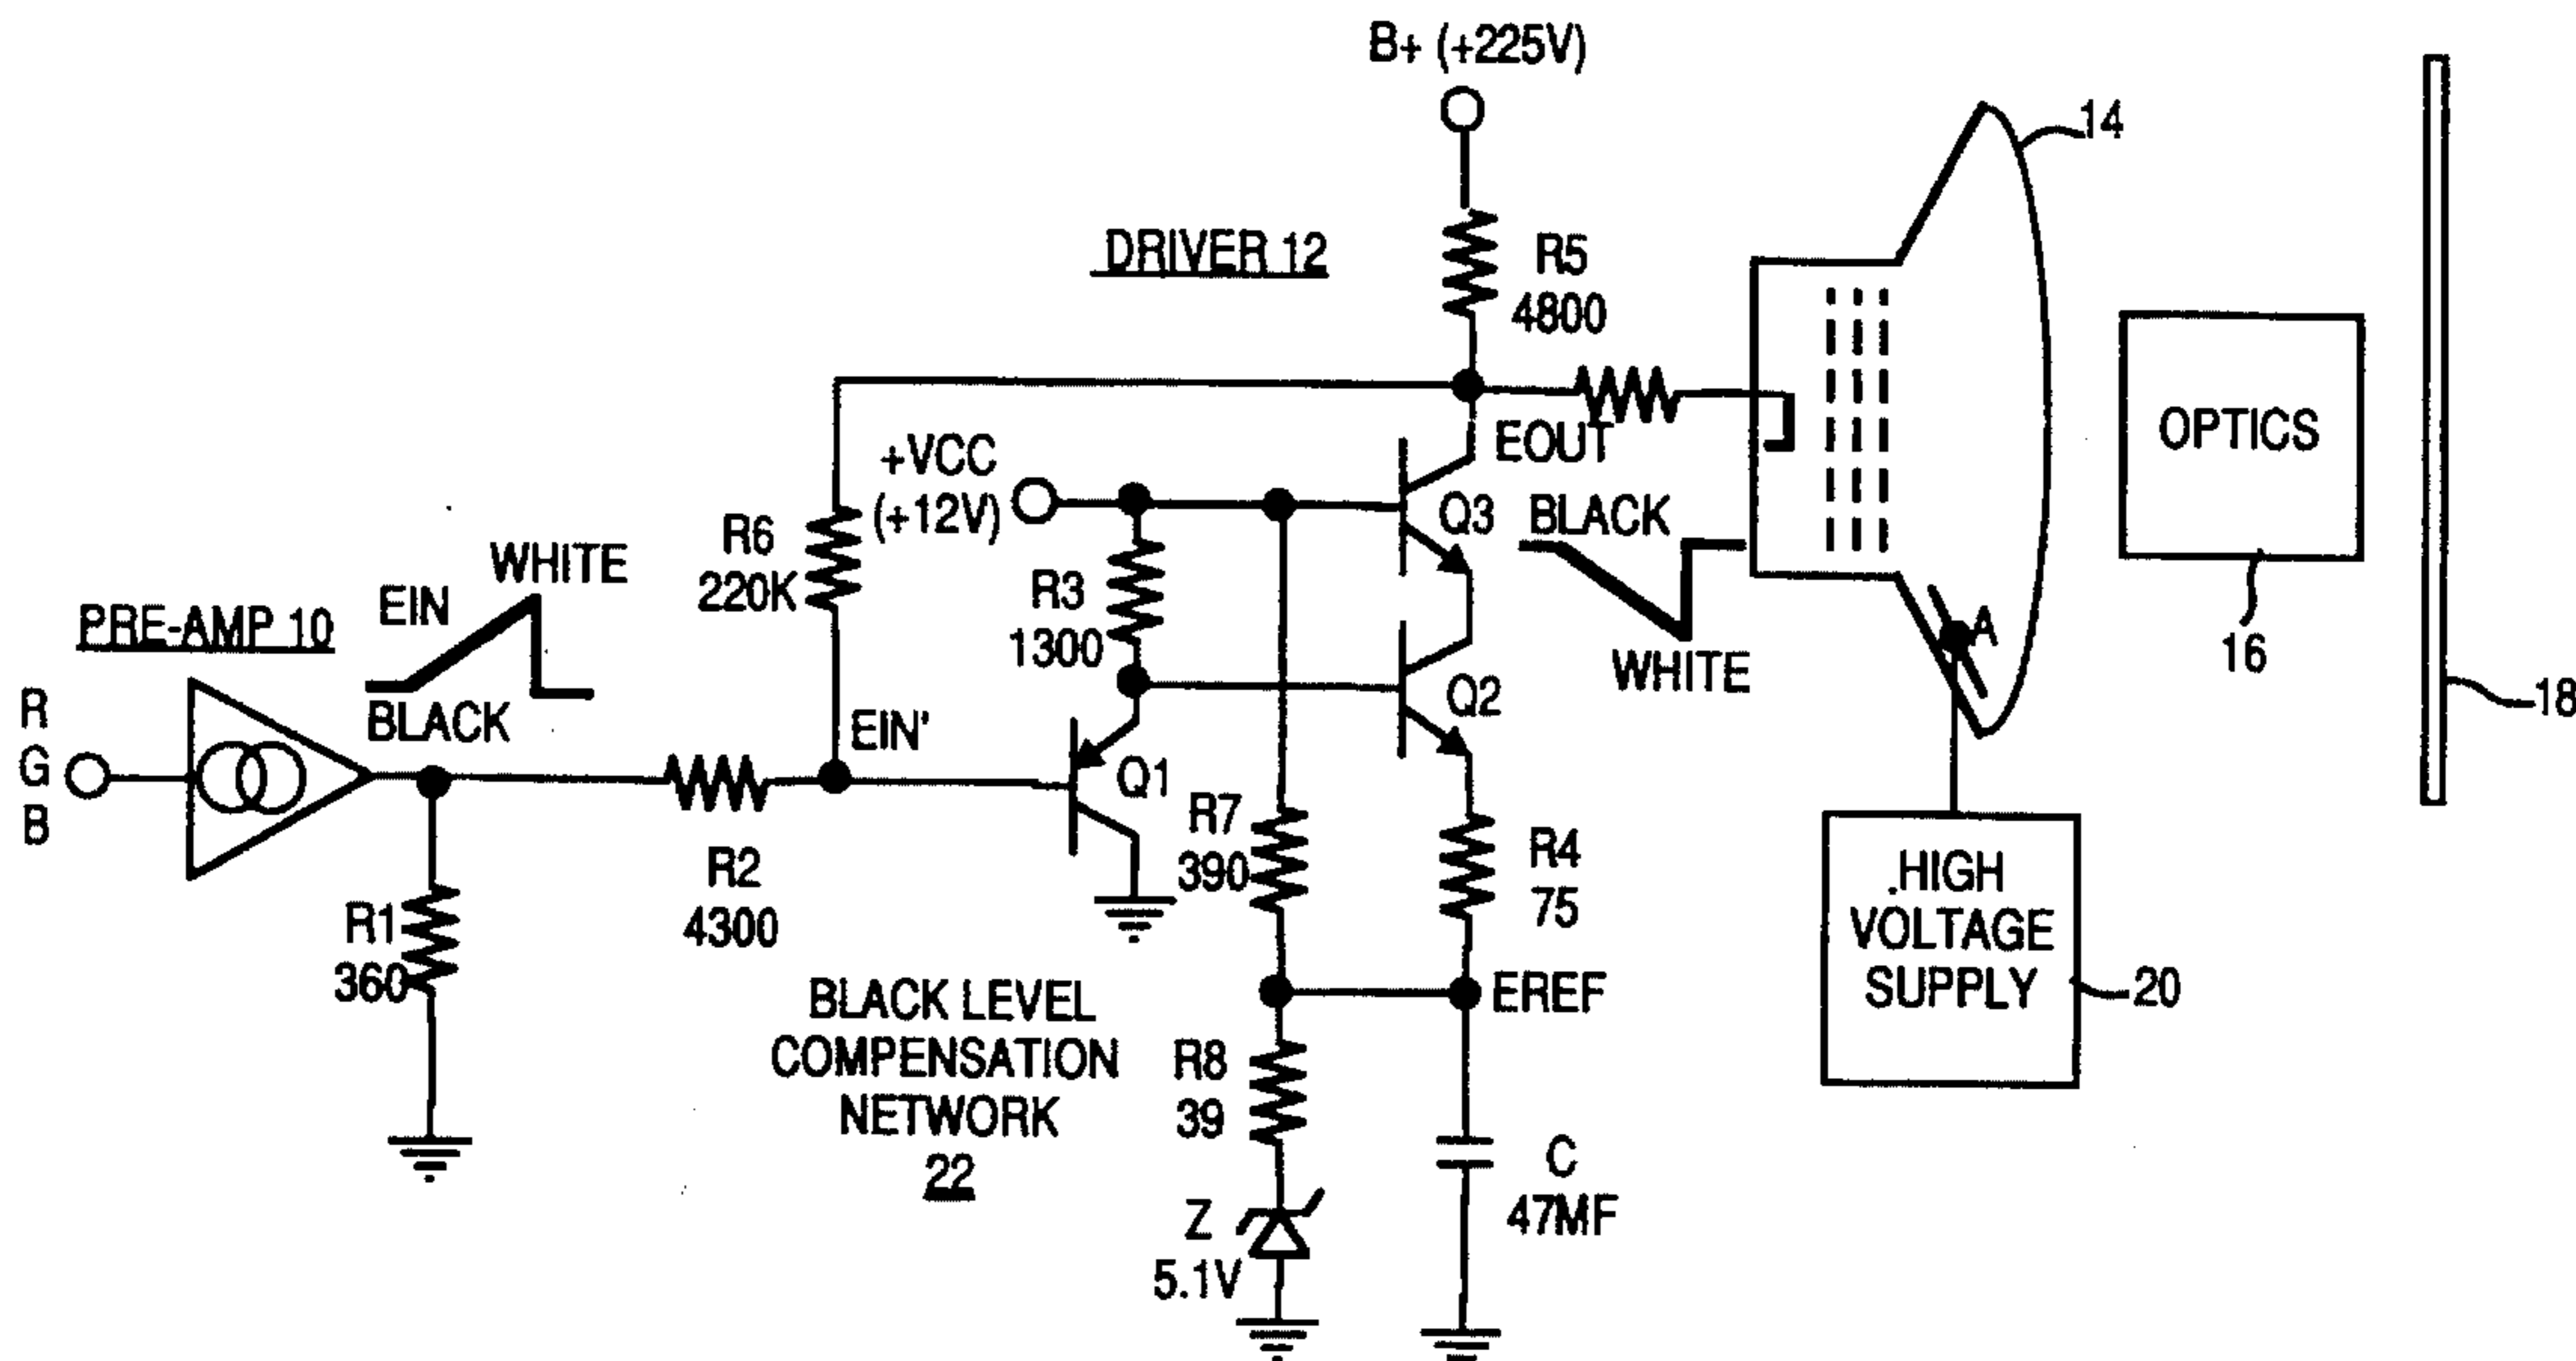 B+ (+225V)
14
DRIVER 12
R5
4800
OPTICS
16
18
+VCC
(+12V)
EOUT
Q3
BLACK
WHITE
R6
220K
R3
1300
PRE-AMP 10
EIN
WHITE
BLACK
R
G
B
EIN'
Q1
Q2
A
R2
4300
R1
360
R7
390
R4
75
HIGH
VOLTAGE
SUPPLY
20
BLACK LEVEL
COMPENSATION
NETWORK
22
EREF
R8
39
C
47MF
Z
5.1V